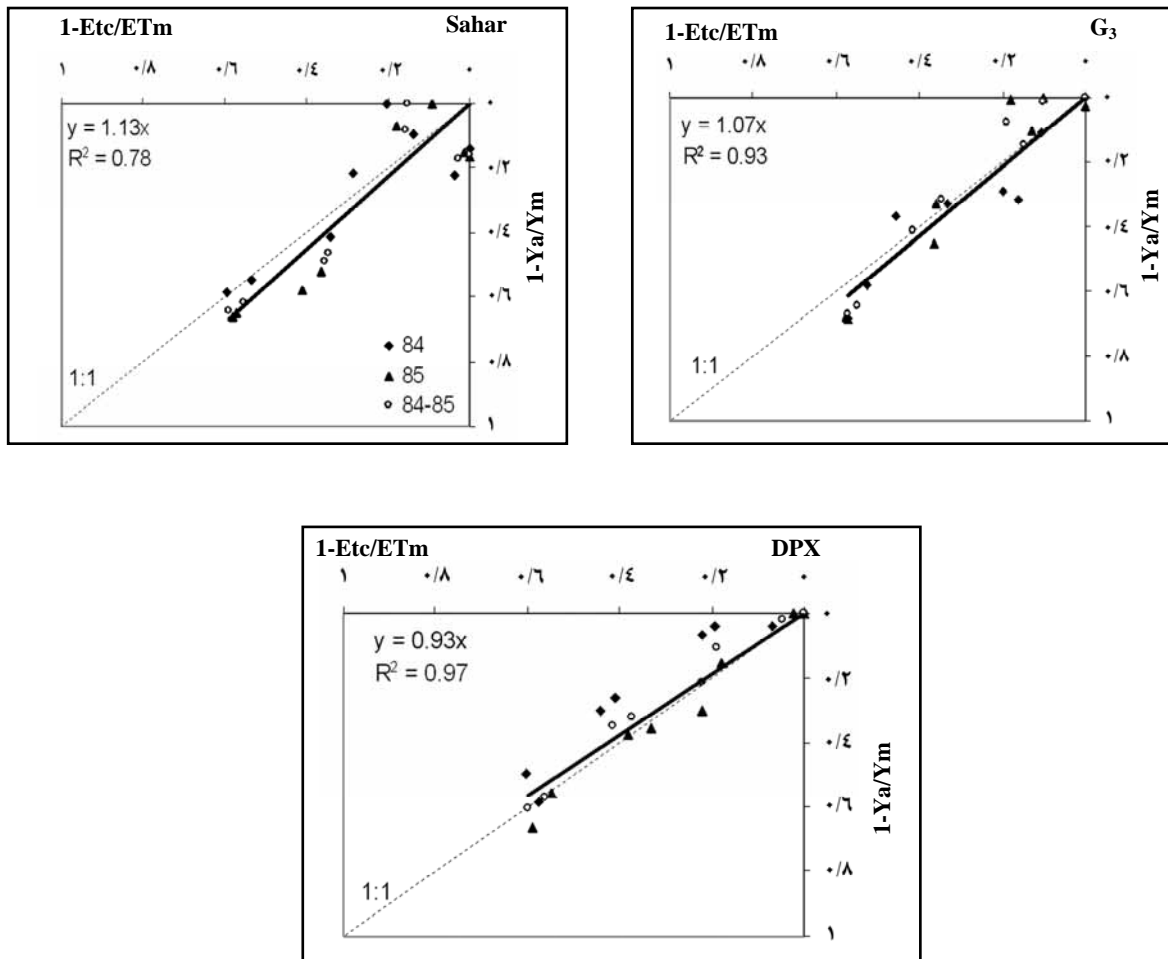 1-Etc/ETm Sahar
١ ٠/٨ ٠/٦ ٠/٤ ٠/٢ ٠
y = 1.13x
R² = 0.78
٠
٠/٢
٠/٤
٠/٦
٠/٨
١
1-Ya/Ym
84
85
84-85
1:1
1-Etc/ETm G₃
١ ٠/٨ ٠/٦ ٠/٤ ٠/٢ ٠
y = 1.07x
R² = 0.93
٠
٠/٢
٠/٤
٠/٦
٠/٨
١
1-Ya/Ym
1:1
1-Etc/ETm DPX
١ ٠/٨ ٠/٦ ٠/٤ ٠/٢ ٠
y = 0.93x
R² = 0.97
٠
٠/٢
٠/٤
٠/٦
٠/٨
١
1-Ya/Ym
1:1